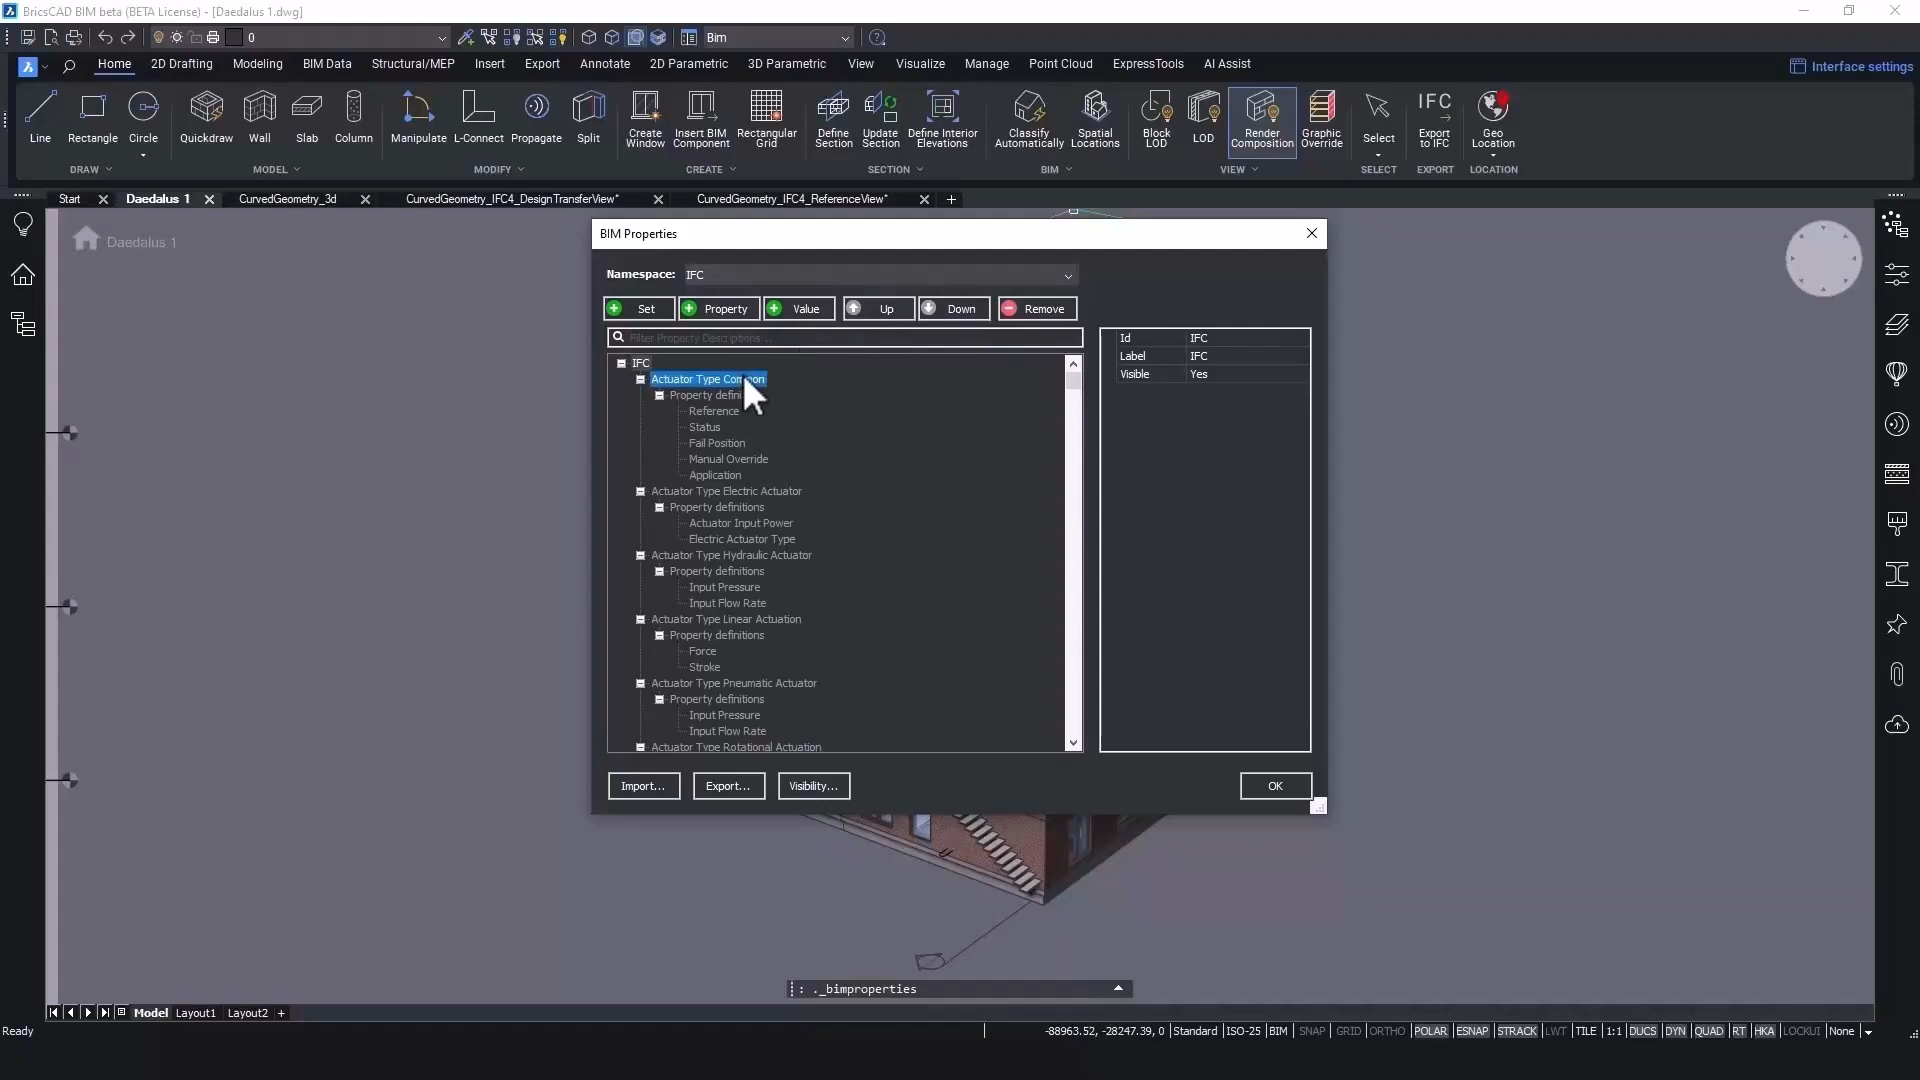 BricsCAD BIM beta (BETA License) - [Daedalus 1.dwg]
0 Bim
Home 2D Drafting Modeling BIM Data Structural/MEP Insert Export Annotate 2D Parametric 3D Parametric View Visualize Manage Point Cloud ExpressTools AI Assist Interface settings
Line Rectangle Circle Quickdraw Wall Slab Column Manipulate L-Connect Propagate Split Create Window Insert BIM Component Rectangular Grid Define Section Update Section Define Interior Elevations Classify Automatically Spatial Locations Block LOD LOD Render Composition Graphic Override Select IFC Export to IFC Geo Location
DRAW MODEL MODIFY CREATE SECTION BIM VIEW SELECT EXPORT LOCATION
Start Daedalus 1 CurvedGeometry_3d CurvedGeometry_IFC4_DesignTransferView* CurvedGeometry_IFC4_ReferenceView*
Daedalus 1
BIM Properties
Namespace: IFC
Set Property Value Up Down Remove
Filter Property Descriptions...
IFC
Actuator Type Common
Property defini
Reference
Status
Fail Position
Manual Override
Application
Actuator Type Electric Actuator
Property definitions
Actuator Input Power
Electric Actuator Type
Actuator Type Hydraulic Actuator
Property definitions
Input Pressure
Input Flow Rate
Actuator Type Linear Actuation
Property definitions
Force
Stroke
Actuator Type Pneumatic Actuator
Property definitions
Input Pressure
Input Flow Rate
Actuator Type Rotational Actuation
Id IFC
Label IFC
Visible Yes
Import... Export... Visibility... OK
: ._bimproperties
Model Layout1 Layout2 +
Ready -88963.52, -28247.39, 0 Standard ISO-25 BIM SNAP GRID ORTHO POLAR ESNAP STRACK LWT TILE 1:1 DUCS DYN QUAD RT HKA LOCKUI None